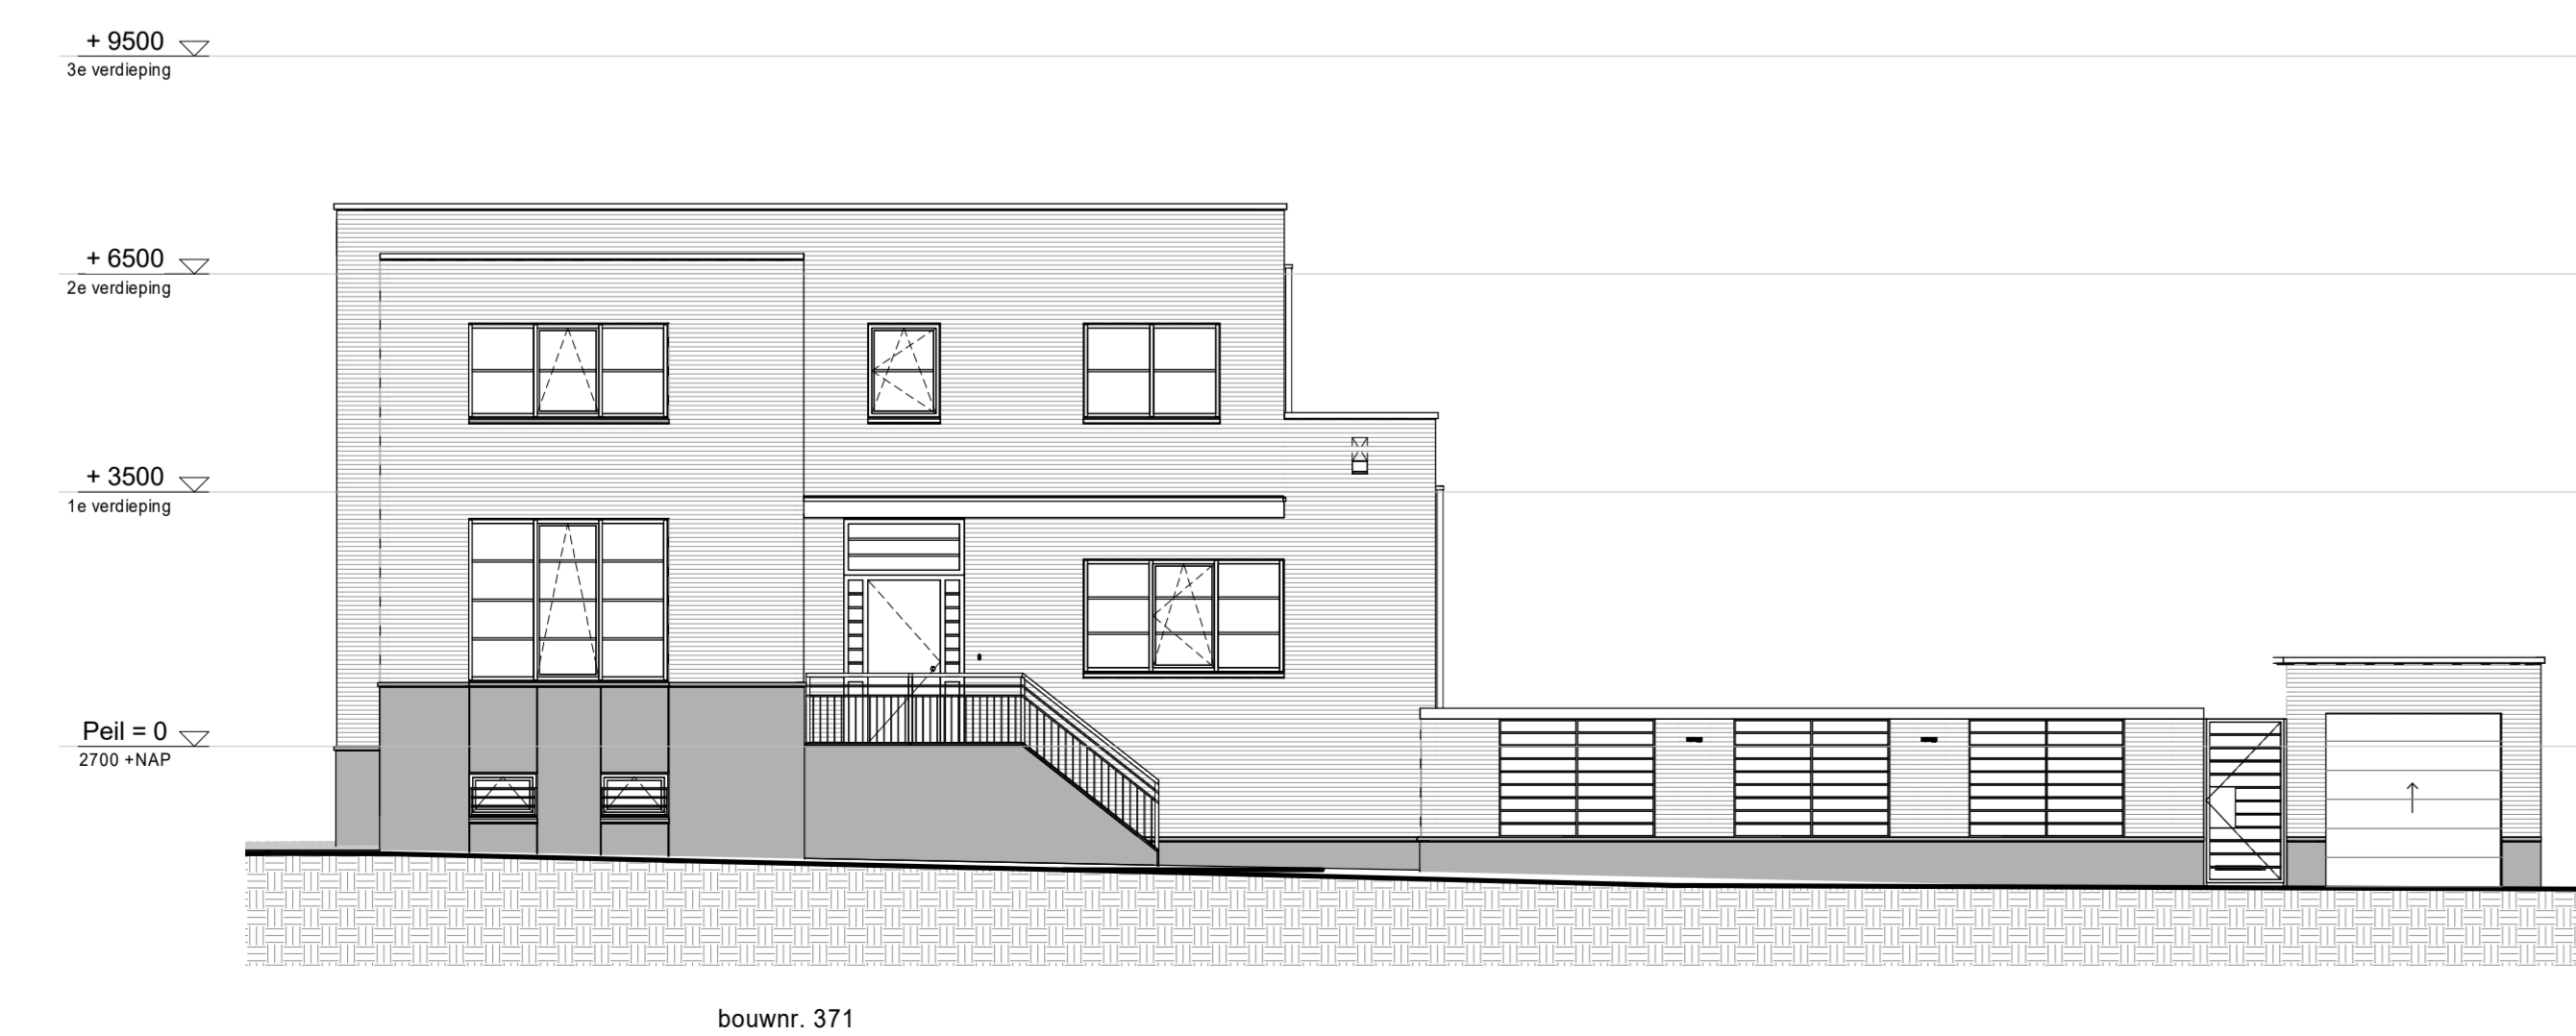 + 9500
3e verdieping
+ 6500
2e verdieping
+ 3500
1e verdieping
Peil = 0
2700 +NAP
bouwnr. 371